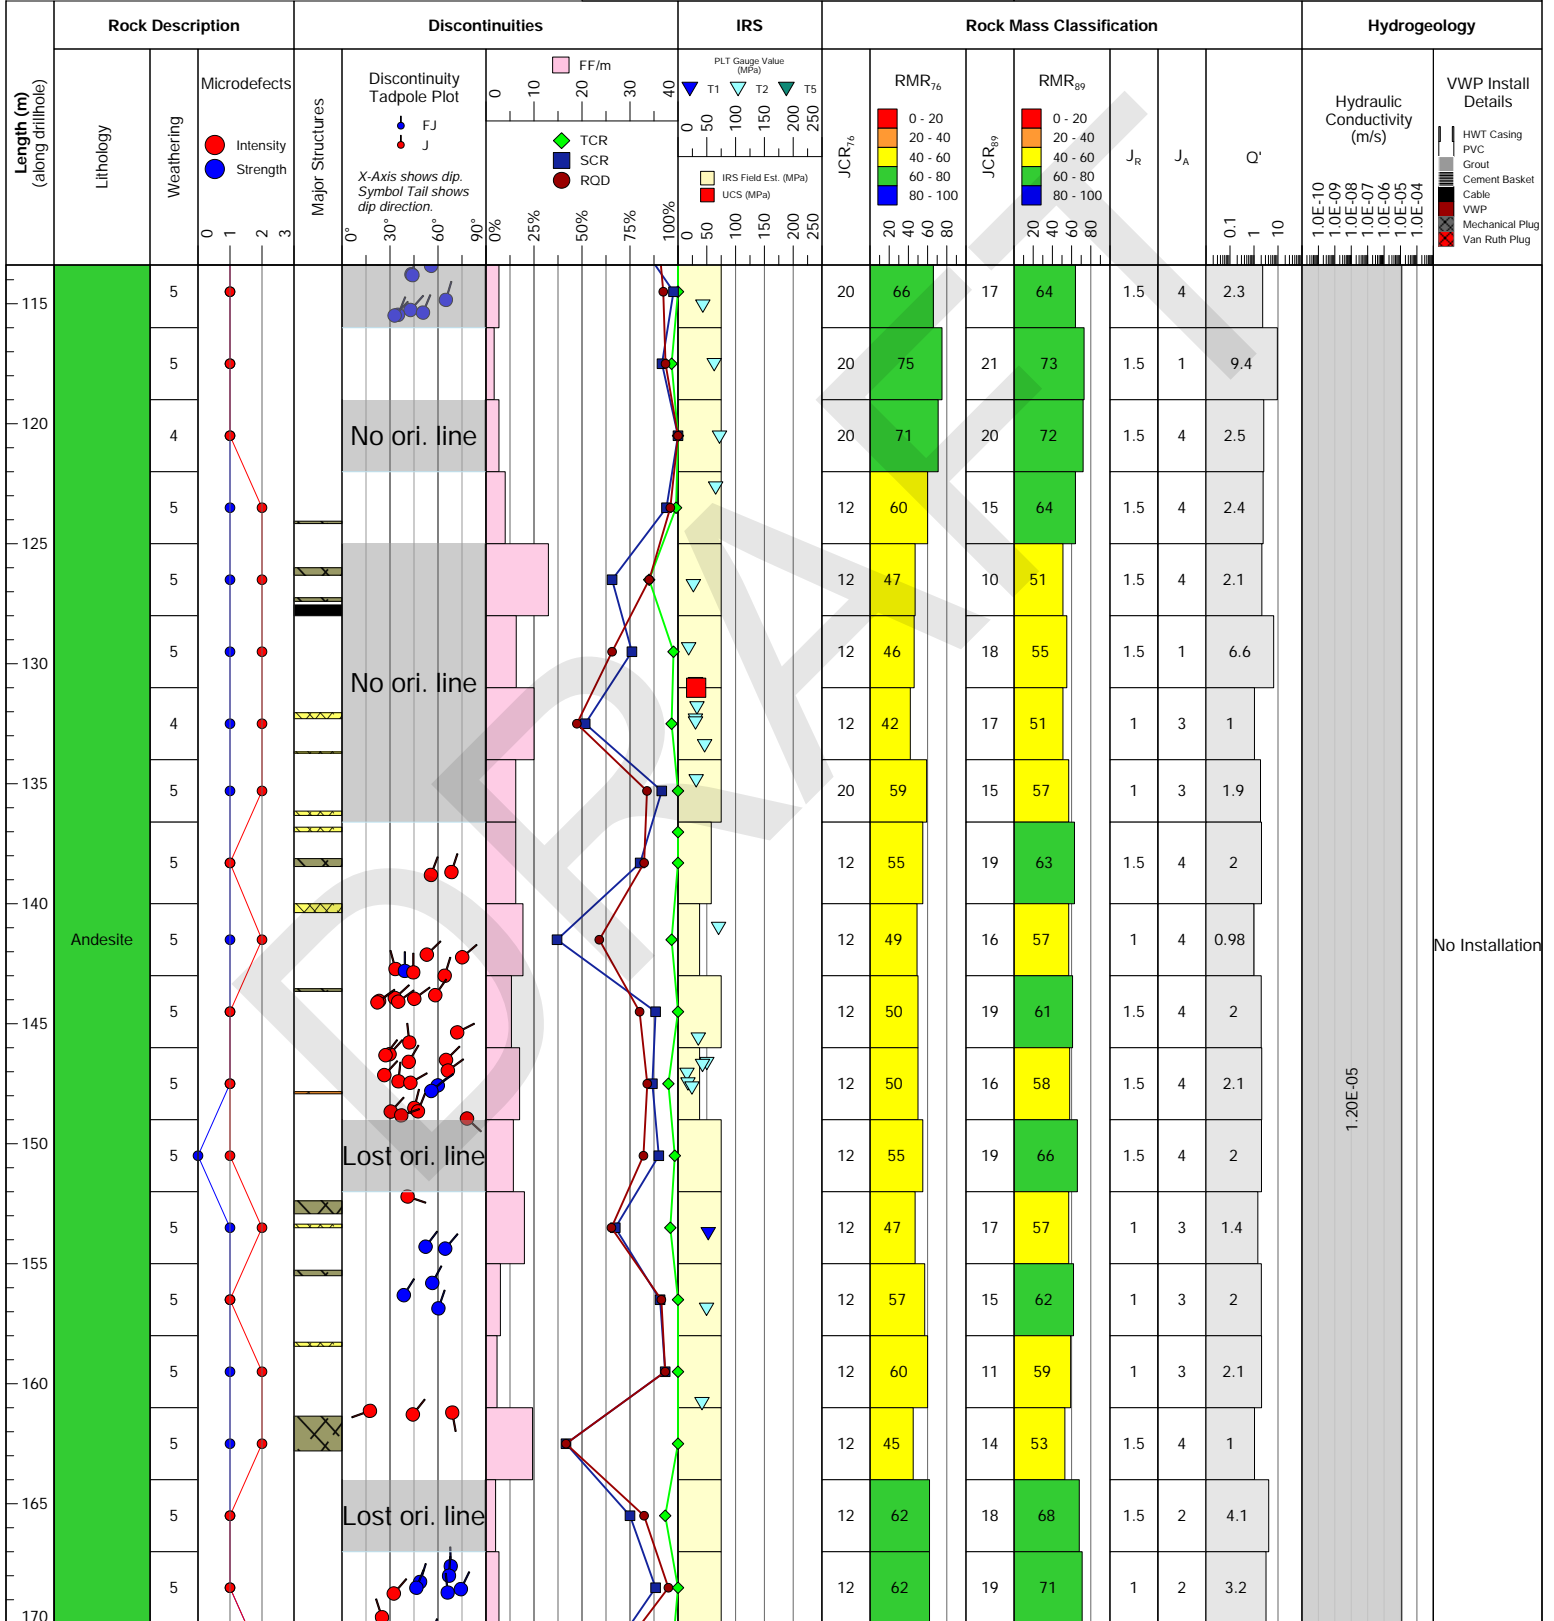 Rock Description
Discontinuities
IRS
Rock Mass Classification
Hydrogeology
Length (m)
(along drillhole)
Lithology
Weathering
Microdefects
Intensity
Strength
0 1 2 3
Major Structures
Discontinuity
Tadpole Plot
FJ
J
X-Axis shows dip.
Symbol Tail shows
dip direction.
0° 30° 60° 90°
FF/m
0 10 20 30 40
TCR
SCR
RQD
0% 25% 50% 75% 100%
PLT Gauge Value
(MPa)
T1 T2 T5
0 50 100 150 200 250
IRS Field Est. (MPa)
UCS (MPa)
0 50 100 150 200 250
JCR76
RMR76
0 - 20
20 - 40
40 - 60
60 - 80
80 - 100
20 40 60 80
JCR89
RMR89
0 - 20
20 - 40
40 - 60
60 - 80
80 - 100
20 40 60 80
JR
JA
Q'
0.1 1 10
Hydraulic
Conductivity
(m/s)
1.0E-10 1.0E-09 1.0E-08 1.0E-07 1.0E-06 1.0E-05 1.0E-04
VWP Install
Details
HWT Casing
PVC
Grout
Cement Basket
Cable
VWP
Mechanical Plug
Van Ruth Plug
5 20 66 17 64 1.5 4 2.3
115
5 20 75 21 73 1.5 1 9.4
120
4 No ori. line 20 71 20 72 1.5 4 2.5
5 12 60 15 64 1.5 4 2.4
125
5 12 47 10 51 1.5 4 2.1
5 12 46 18 55 1.5 1 6.6
130
No ori. line
4 12 42 17 51 1 3 1
135
5 20 59 15 57 1 3 1.9
5 12 55 19 63 1.5 4 2
140
Andesite 5 12 49 16 57 1 4 0.98 No Installation
5 12 50 19 61 1.5 4 2
145
5 12 50 16 58 1.5 4 2.1
1.20E-05
150
5 Lost ori. line 12 55 19 66 1.5 4 2
5 12 47 17 57 1 3 1.4
155
5 12 57 15 62 1 3 2
5 12 60 11 59 1 3 2.1
160
5 12 45 14 53 1.5 4 1
165
5 Lost ori. line 12 62 18 68 1.5 2 4.1
5 12 62 19 71 1 2 3.2
170
DRAFT